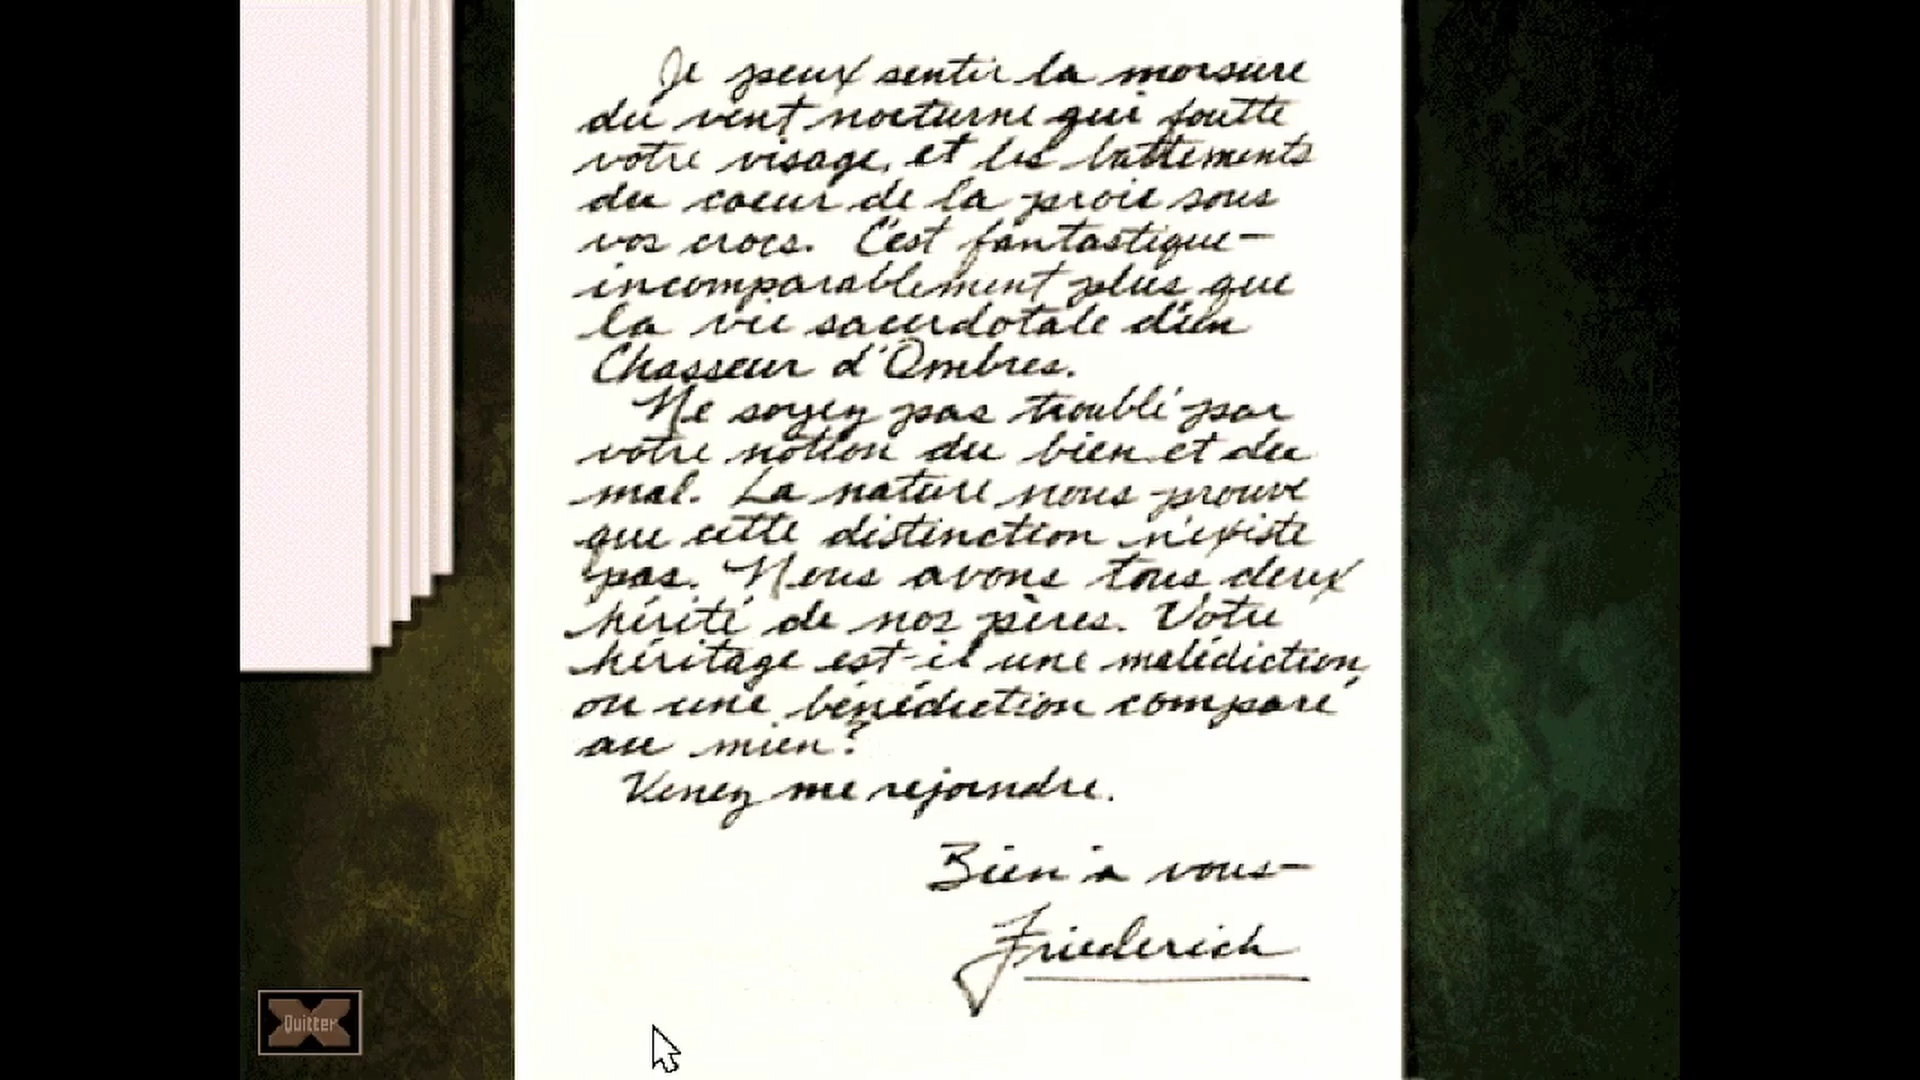 Je peux sentir la morsure
du vent nocturne qui foutte
votre visage, et les battements
du coeur de la proie sous
vos crocs. C'est fantastique—
incomparablement plus que
la vie sacerdotale d'un
Chasseur d'Ombres.
Ne soyez pas troublé par
votre notion du bien et du
mal. La nature nous prouve
que cette distinction n'existe
pas. Nous avons tous deux
hérité de nos pères. Votre
héritage est-il une malédiction,
ou une bénédiction comparé
au mien?
Venez me rejoindre.
Bien à vous—
Friederich
Quitter